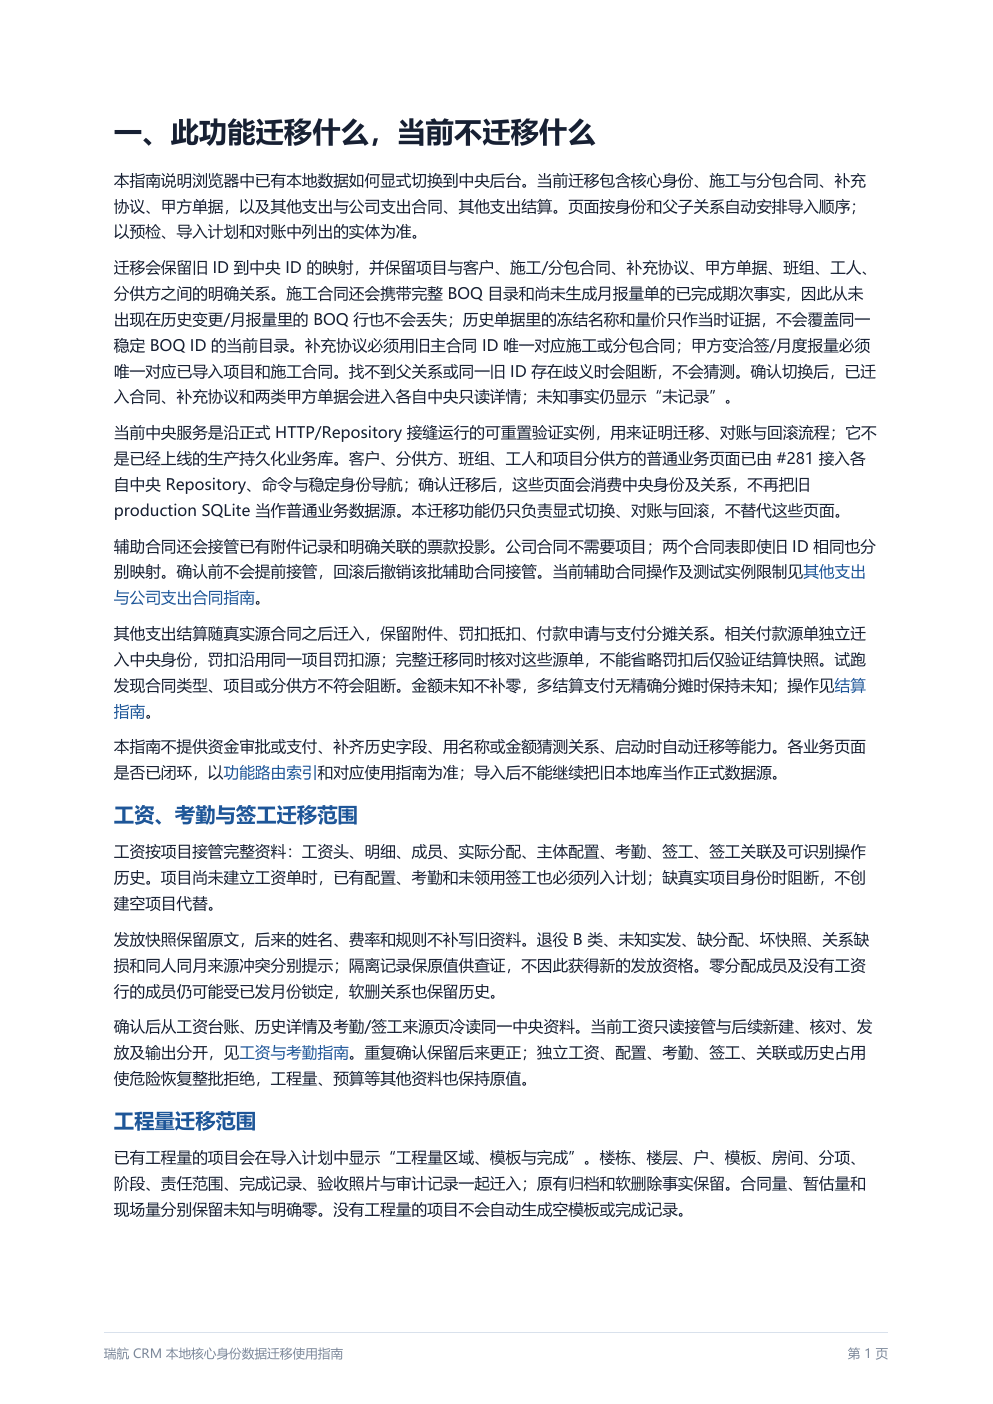 一、此功能迁移什么，当前不迁移什么
本指南说明浏览器中已有本地数据如何显式切换到中央后台。当前迁移包含核心身份、施工与分包合同、补充
协议、甲方单据，以及其他支出与公司支出合同、其他支出结算。页面按身份和父子关系自动安排导入顺序；
以预检、导入计划和对账中列出的实体为准。
迁移会保留旧 ID 到中央 ID 的映射，并保留项目与客户、施工/分包合同、补充协议、甲方单据、班组、工人、
分供方之间的明确关系。施工合同还会携带完整 BOQ 目录和尚未生成月报量单的已完成期次事实，因此从未
出现在历史变更/月报量里的 BOQ 行也不会丢失；历史单据里的冻结名称和量价只作当时证据，不会覆盖同一
稳定 BOQ ID 的当前目录。补充协议必须用旧主合同 ID 唯一对应施工或分包合同；甲方变洽签/月度报量必须
唯一对应已导入项目和施工合同。找不到父关系或同一旧 ID 存在歧义时会阻断，不会猜测。确认切换后，已迁
入合同、补充协议和两类甲方单据会进入各自中央只读详情；未知事实仍显示“未记录”。
当前中央服务是沿正式 HTTP/Repository 接缝运行的可重置验证实例，用来证明迁移、对账与回滚流程；它不
是已经上线的生产持久化业务库。客户、分供方、班组、工人和项目分供方的普通业务页面已由 #281 接入各
自中央 Repository、命令与稳定身份导航；确认迁移后，这些页面会消费中央身份及关系，不再把旧
production SQLite 当作普通业务数据源。本迁移功能仍只负责显式切换、对账与回滚，不替代这些页面。
辅助合同还会接管已有附件记录和明确关联的票款投影。公司合同不需要项目；两个合同表即使旧 ID 相同也分
别映射。确认前不会提前接管，回滚后撤销该批辅助合同接管。当前辅助合同操作及测试实例限制见其他支出
与公司支出合同指南。
其他支出结算随真实源合同之后迁入，保留附件、罚扣抵扣、付款申请与支付分摊关系。相关付款源单独立迁
入中央身份，罚扣沿用同一项目罚扣源；完整迁移同时核对这些源单，不能省略罚扣后仅验证结算快照。试跑
发现合同类型、项目或分供方不符会阻断。金额未知不补零，多结算支付无精确分摊时保持未知；操作见结算
指南。
本指南不提供资金审批或支付、补齐历史字段、用名称或金额猜测关系、启动时自动迁移等能力。各业务页面
是否已闭环，以功能路由索引和对应使用指南为准；导入后不能继续把旧本地库当作正式数据源。
工资、考勤与签工迁移范围
工资按项目接管完整资料：工资头、明细、成员、实际分配、主体配置、考勤、签工、签工关联及可识别操作
历史。项目尚未建立工资单时，已有配置、考勤和未领用签工也必须列入计划；缺真实项目身份时阻断，不创
建空项目代替。
发放快照保留原文，后来的姓名、费率和规则不补写旧资料。退役 B 类、未知实发、缺分配、坏快照、关系缺
损和同人同月来源冲突分别提示；隔离记录保原值供查证，不因此获得新的发放资格。零分配成员及没有工资
行的成员仍可能受已发月份锁定，软删关系也保留历史。
确认后从工资台账、历史详情及考勤/签工来源页冷读同一中央资料。当前工资只读接管与后续新建、核对、发
放及输出分开，见工资与考勤指南。重复确认保留后来更正；独立工资、配置、考勤、签工、关联或历史占用
使危险恢复整批拒绝，工程量、预算等其他资料也保持原值。
工程量迁移范围
已有工程量的项目会在导入计划中显示“工程量区域、模板与完成”。楼栋、楼层、户、模板、房间、分项、
阶段、责任范围、完成记录、验收照片与审计记录一起迁入；原有归档和软删除事实保留。合同量、暂估量和
现场量分别保留未知与明确零。没有工程量的项目不会自动生成空模板或完成记录。
瑞航 CRM 本地核心身份数据迁移使用指南
第 1 页